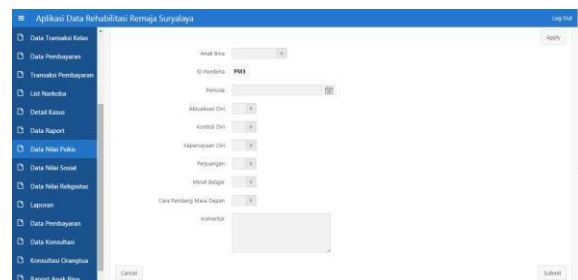 Aplikasi Data Rehabilitasi Remaja Suryalaya
Log Out
Data Transaksi Kelas
Data Pembayaran
Transaksi Pembayaran
List Narkoba
Detail Kasus
Data Raport
Data Nilai Psikis
Data Nilai Sosial
Data Nilai Religisitas
Laporan
Data Pembayaran
Data Konsultasi
Konsultasi Orangtua
Raport Anak Bina
Apply
Anak Bina
ID Pembina PM3
Periode
Aktualisasi Diri
Kontrol Diri
Kepercayaan Diri
Perjuangan
Minat Belajar
Cara Pandang Masa Depan
Komentar
Cancel
Submit